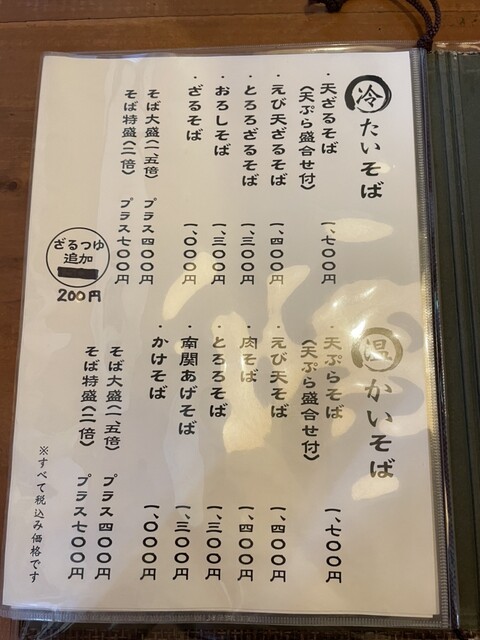 冷たいそば
・天ざるそば 一、七〇〇円
(天ぷら盛合せ付)
・えび天ざるそば 一、四〇〇円
・とろろざるそば 一、三〇〇円
・おろしそば 一、三〇〇円
・ざるそば 一、〇〇〇円
そば大盛(一、五倍) プラス四〇〇円
そば特盛(二倍) プラス七〇〇円
ざるつゆ
追加
200円
温かいそば
・天ぷらそば 一、七〇〇円
(天ぷら盛合せ付)
・えび天そば 一、四〇〇円
・肉そば 一、四〇〇円
・とろろそば 一、三〇〇円
・南関あげそば 一、三〇〇円
・かけそば 一、〇〇〇円
そば大盛(一、五倍) プラス四〇〇円
そば特盛(二倍) プラス七〇〇円
※すべて税込み価格です